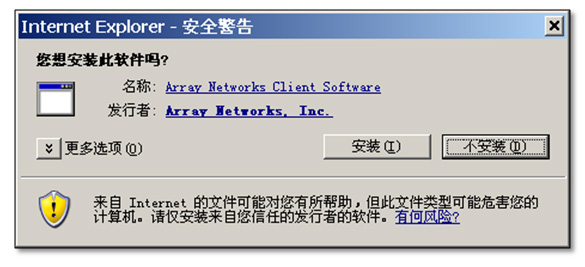 Internet Explorer - 安全警告
您想安装此软件吗?
名称: Array Networks Client Software
发行者: Array Networks, Inc.
更多选项(O)
安装(I)
不安装(D)
来自 Internet 的文件可能对您有所帮助，但此文件类型可能危害您的
计算机。请仅安装来自您信任的发行者的软件。有何风险?